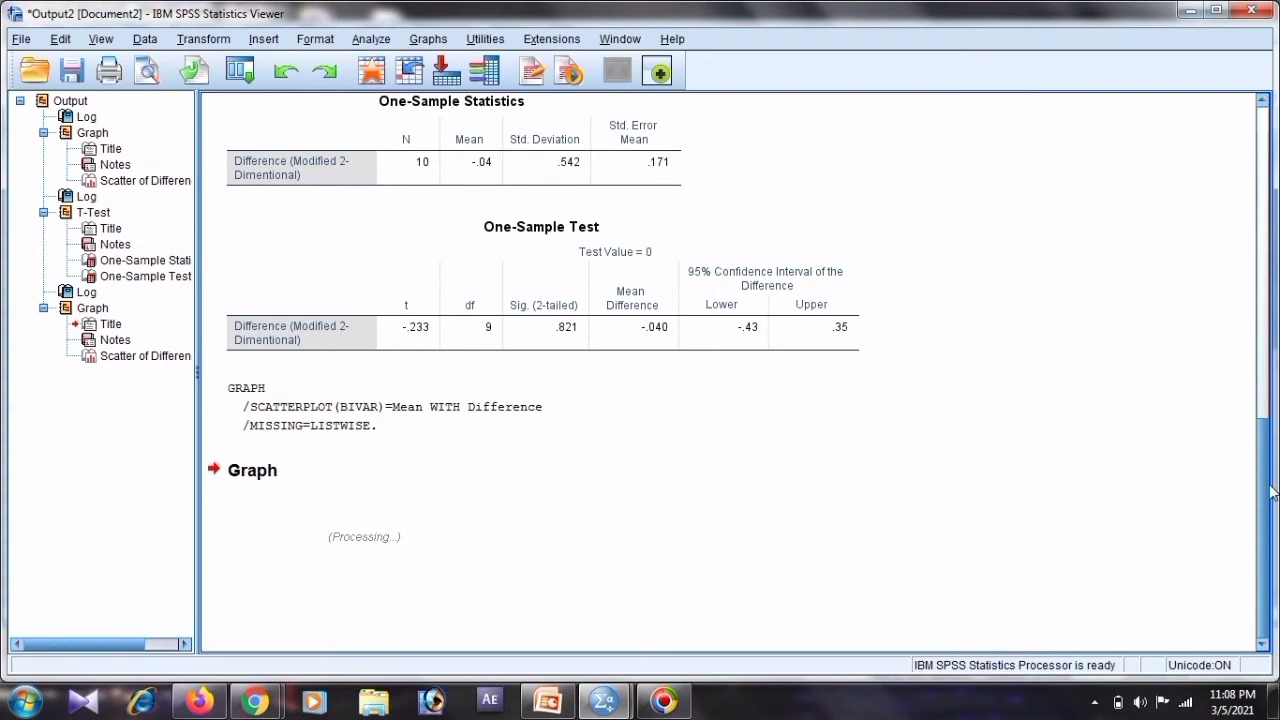 *Output2 [Document2] - IBM SPSS Statistics Viewer
File Edit View Data Transform Insert Format Analyze Graphs Utilities Extensions Window Help
Output
Log
Graph
Title
Notes
Scatter of Differen
Log
T-Test
Title
Notes
One-Sample Stati
One-Sample Test
Log
Graph
Title
Notes
Scatter of Differen
One-Sample Statistics
N Mean Std. Deviation Std. Error Mean
Difference (Modified 2-
Dimentional) 10 -.04 .542 .171
One-Sample Test
Test Value = 0
95% Confidence Interval of the
Difference
t df Sig. (2-tailed) Mean Difference Lower Upper
Difference (Modified 2-
Dimentional) -.233 9 .821 -.040 -.43 .35
GRAPH
/SCATTERPLOT(BIVAR)=Mean WITH Difference
/MISSING=LISTWISE.
Graph
(Processing...)
IBM SPSS Statistics Processor is ready Unicode:ON
AE
11:08 PM
3/5/2021